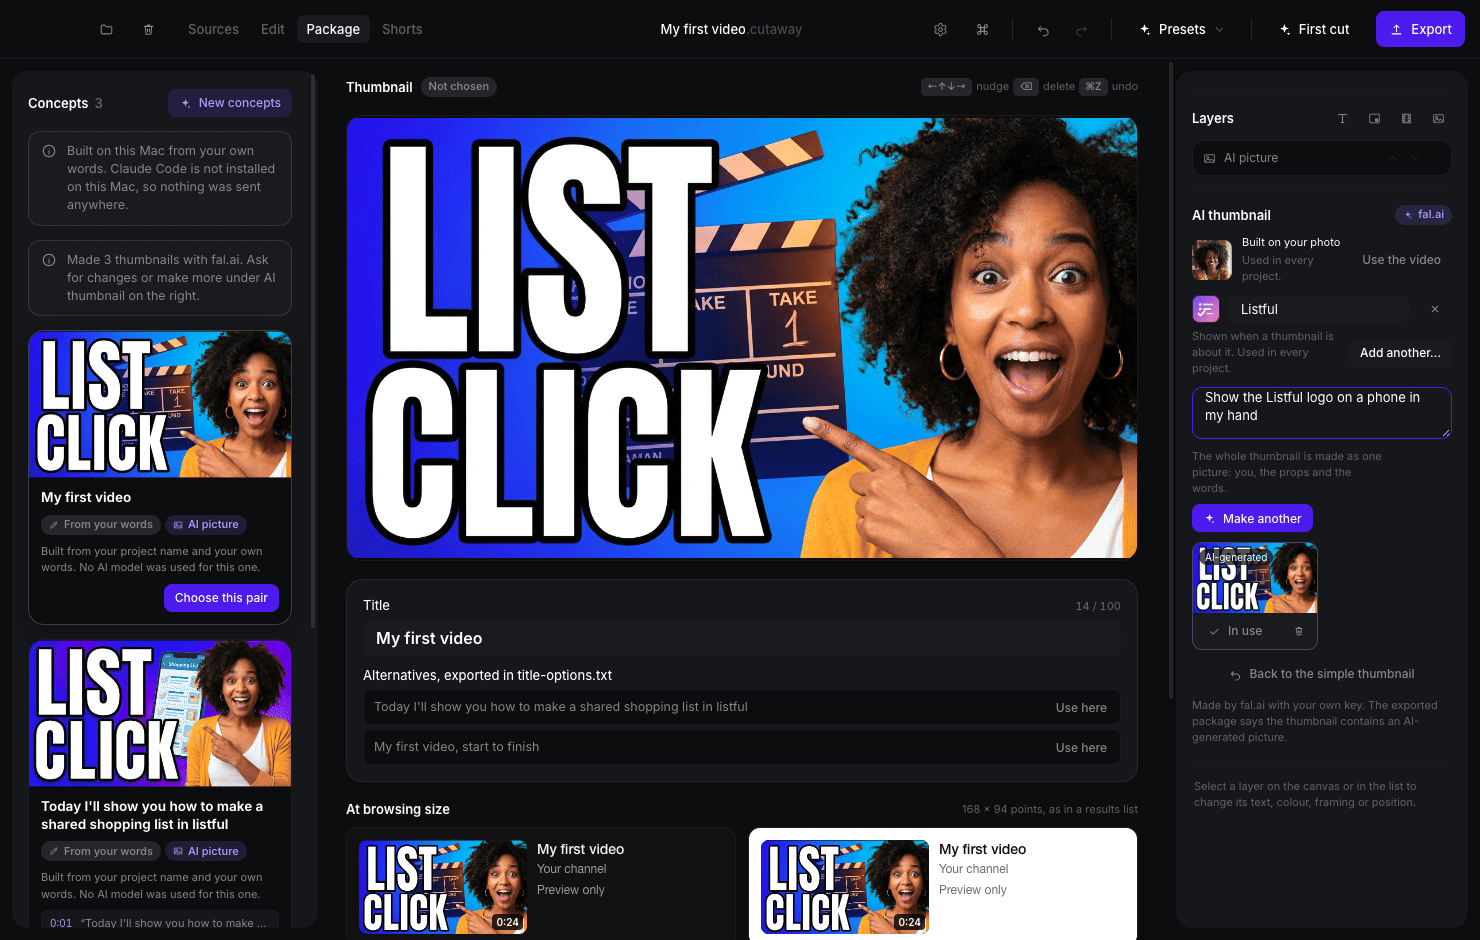 Sources Edit Package Shorts
My first video.cutaway
Presets
First cut
Export
Concepts 3
New concepts
Built on this Mac from your own
words. Claude Code is not installed
on this Mac, so nothing was sent
anywhere.
Made 3 thumbnails with fal.ai. Ask
for changes or make more under AI
thumbnail on the right.
LIST
CLICK
TAKE
TAKE
1
My first video
From your words
AI picture
Built from your project name and your own
words. No AI model was used for this one.
Choose this pair
LIST
CLICK
Shopping List
Today I'll show you how to make a
shared shopping list in listful
From your words
AI picture
Built from your project name and your own
words. No AI model was used for this one.
0:01 “Today I'll show you how to make ...
Thumbnail
Not chosen
←↑↓→ nudge ⌫ delete ⌘Z undo
LIST
CLICK
TAKE
1
UND
AMAN
Title
14 / 100
My first video
Alternatives, exported in title-options.txt
Today I'll show you how to make a shared shopping list in listful
Use here
My first video, start to finish
Use here
At browsing size
168 × 94 points, as in a results list
LIST
CLICK
0:24
My first video
Your channel
Preview only
LIST
CLICK
0:24
My first video
Your channel
Preview only
Layers
T
AI picture
AI thumbnail
fal.ai
Built on your photo
Used in every
project.
Use the video
Listful
Shown when a thumbnail is
about it. Used in every
project.
Add another...
Show the Listful logo on a phone in
my hand
The whole thumbnail is made as one
picture: you, the props and the
words.
Make another
AI-generated
LIST
CLICK
In use
Back to the simple thumbnail
Made by fal.ai with your own key. The exported
package says the thumbnail contains an AI-
generated picture.
Select a layer on the canvas or in the list to
change its text, colour, framing or position.